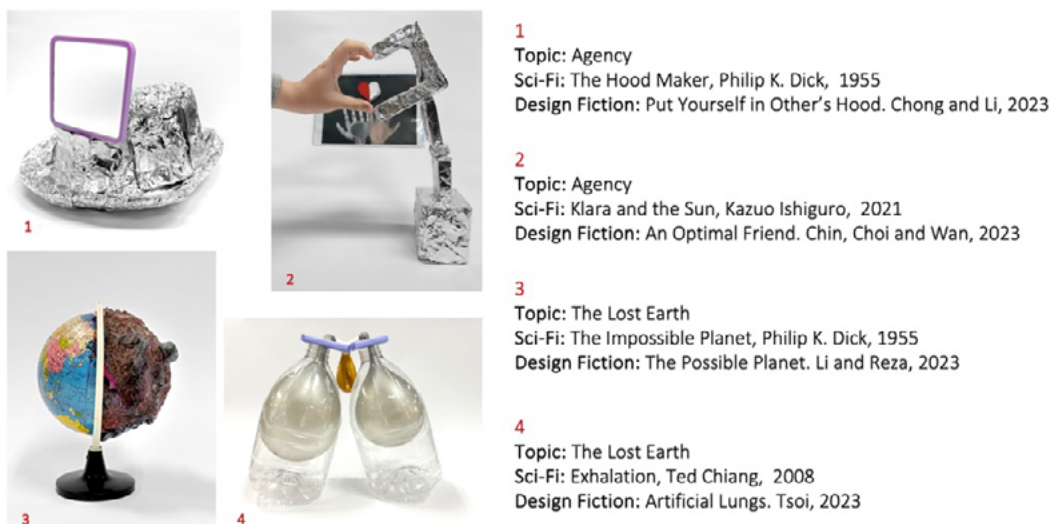 1
2
3
4
1
Topic: Agency
Sci-Fi: The Hood Maker, Philip K. Dick,  1955
Design Fiction: Put Yourself in Other's Hood. Chong and Li, 2023
2
Topic: Agency
Sci-Fi: Klara and the Sun, Kazuo Ishiguro,  2021
Design Fiction: An Optimal Friend. Chin, Choi and Wan, 2023
3
Topic: The Lost Earth
Sci-Fi: The Impossible Planet, Philip K. Dick, 1955
Design Fiction: The Possible Planet. Li and Reza, 2023
4
Topic: The Lost Earth
Sci-Fi: Exhalation, Ted Chiang,  2008
Design Fiction: Artificial Lungs. Tsoi, 2023